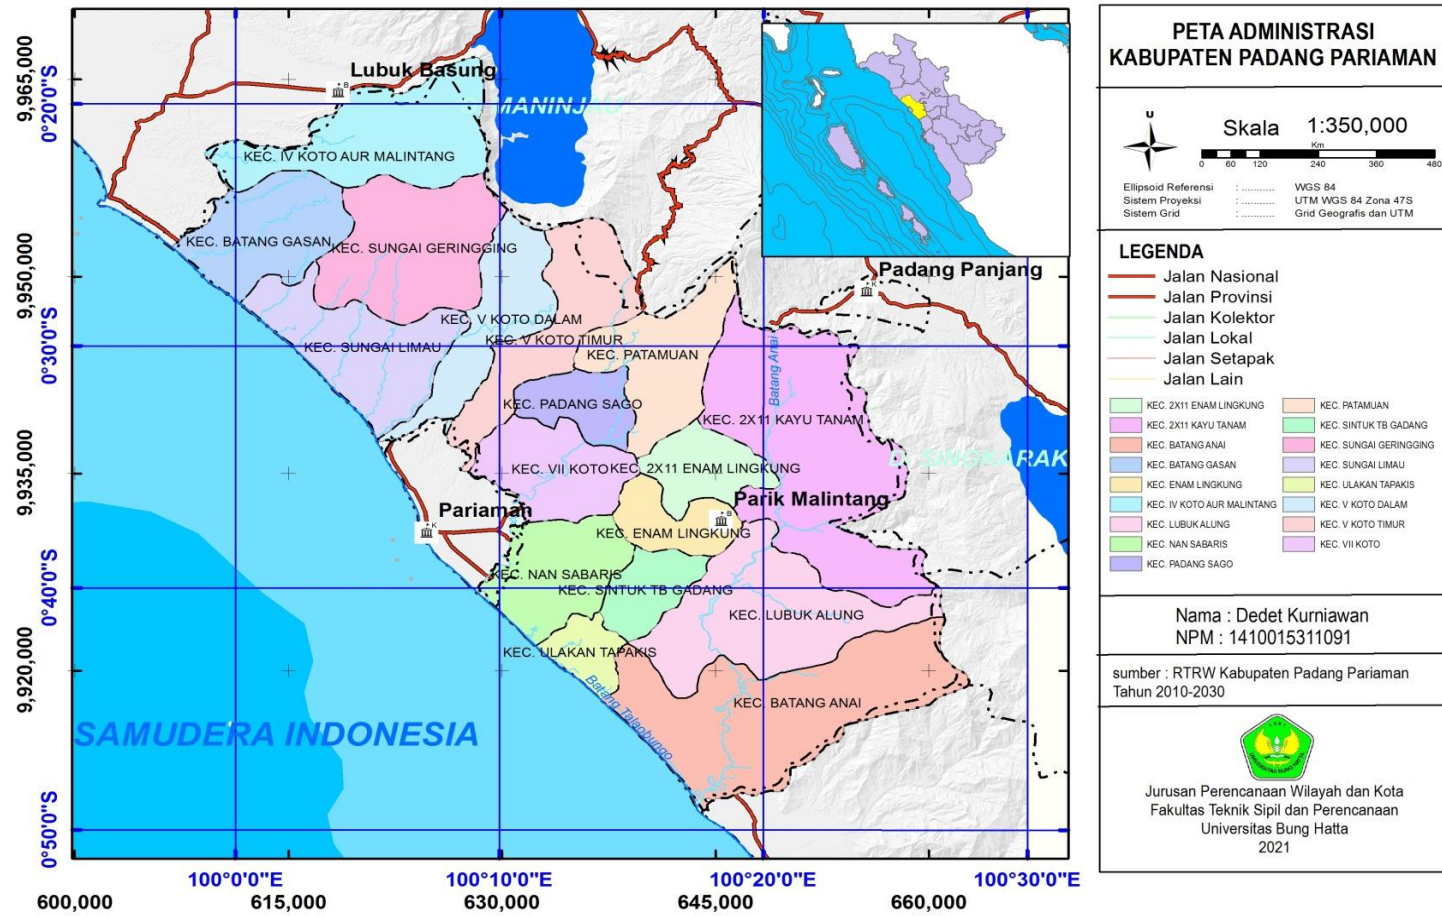 Lubuk Basung
MANINJAU
KEC. IV KOTO AUR MALINTANG
KEC. BATANG GASAN
KEC. SUNGAI GERINGGING
Padang Panjang
KEC. V KOTO DALAM
KEC. V KOTO TIMUR
KEC. SUNGAI LIMAU
KEC. PATAMUAN
Batang Anai
KEC. PADANG SAGO
KEC. 2X11 KAYU TANAM
D. SINGKARAK
KEC. VII KOTO
KEC. 2X11 ENAM LINGKUNG
Parik Malintang
Pariaman
KEC. ENAM LINGKUNG
KEC. NAN SABARIS
KEC. SINTUK TB GADANG
KEC. LUBUK ALUNG
KEC. ULAKAN TAPAKIS
KEC. BATANG ANAI
SAMUDERA INDONESIA
B
K
K
B
9,965,000
0°20'0"S
9,950,000
0°30'0"S
9,935,000
0°40'0"S
9,920,000
0°50'0"S
100°0'0"E
100°10'0"E
100°20'0"E
100°30'0"E
600,000
615,000
630,000
645,000
660,000
PETA ADMINISTRASI
KABUPATEN PADANG PARIAMAN
U
Skala 1:350,000
Km
0 60 120 240 360 480
Ellipsoid Referensi : ........... WGS 84
Sistem Proyeksi : ........... UTM WGS 84 Zona 47S
Sistem Grid : ........... Grid Geografis dan UTM
LEGENDA
Jalan Nasional
Jalan Provinsi
Jalan Kolektor
Jalan Lokal
Jalan Setapak
Jalan Lain
KEC. 2X11 ENAM LINGKUNG
KEC. 2X11 KAYU TANAM
KEC. BATANG ANAI
KEC. BATANG GASAN
KEC. ENAM LINGKUNG
KEC. IV KOTO AUR MALINTANG
KEC. LUBUK ALUNG
KEC. NAN SABARIS
KEC. PADANG SAGO
KEC. PATAMUAN
KEC. SINTUK TB GADANG
KEC. SUNGAI GERINGGING
KEC. SUNGAI LIMAU
KEC. ULAKAN TAPAKIS
KEC. V KOTO DALAM
KEC. V KOTO TIMUR
KEC. VII KOTO
Nama : Dedet Kurniawan
NPM : 1410015311091
sumber : RTRW Kabupaten Padang Pariaman
Tahun 2010-2030
1981
UNIVERSITAS BUNG HATTA
Jurusan Perencanaan Wilayah dan Kota
Fakultas Teknik Sipil dan Perencanaan
Universitas Bung Hatta
2021